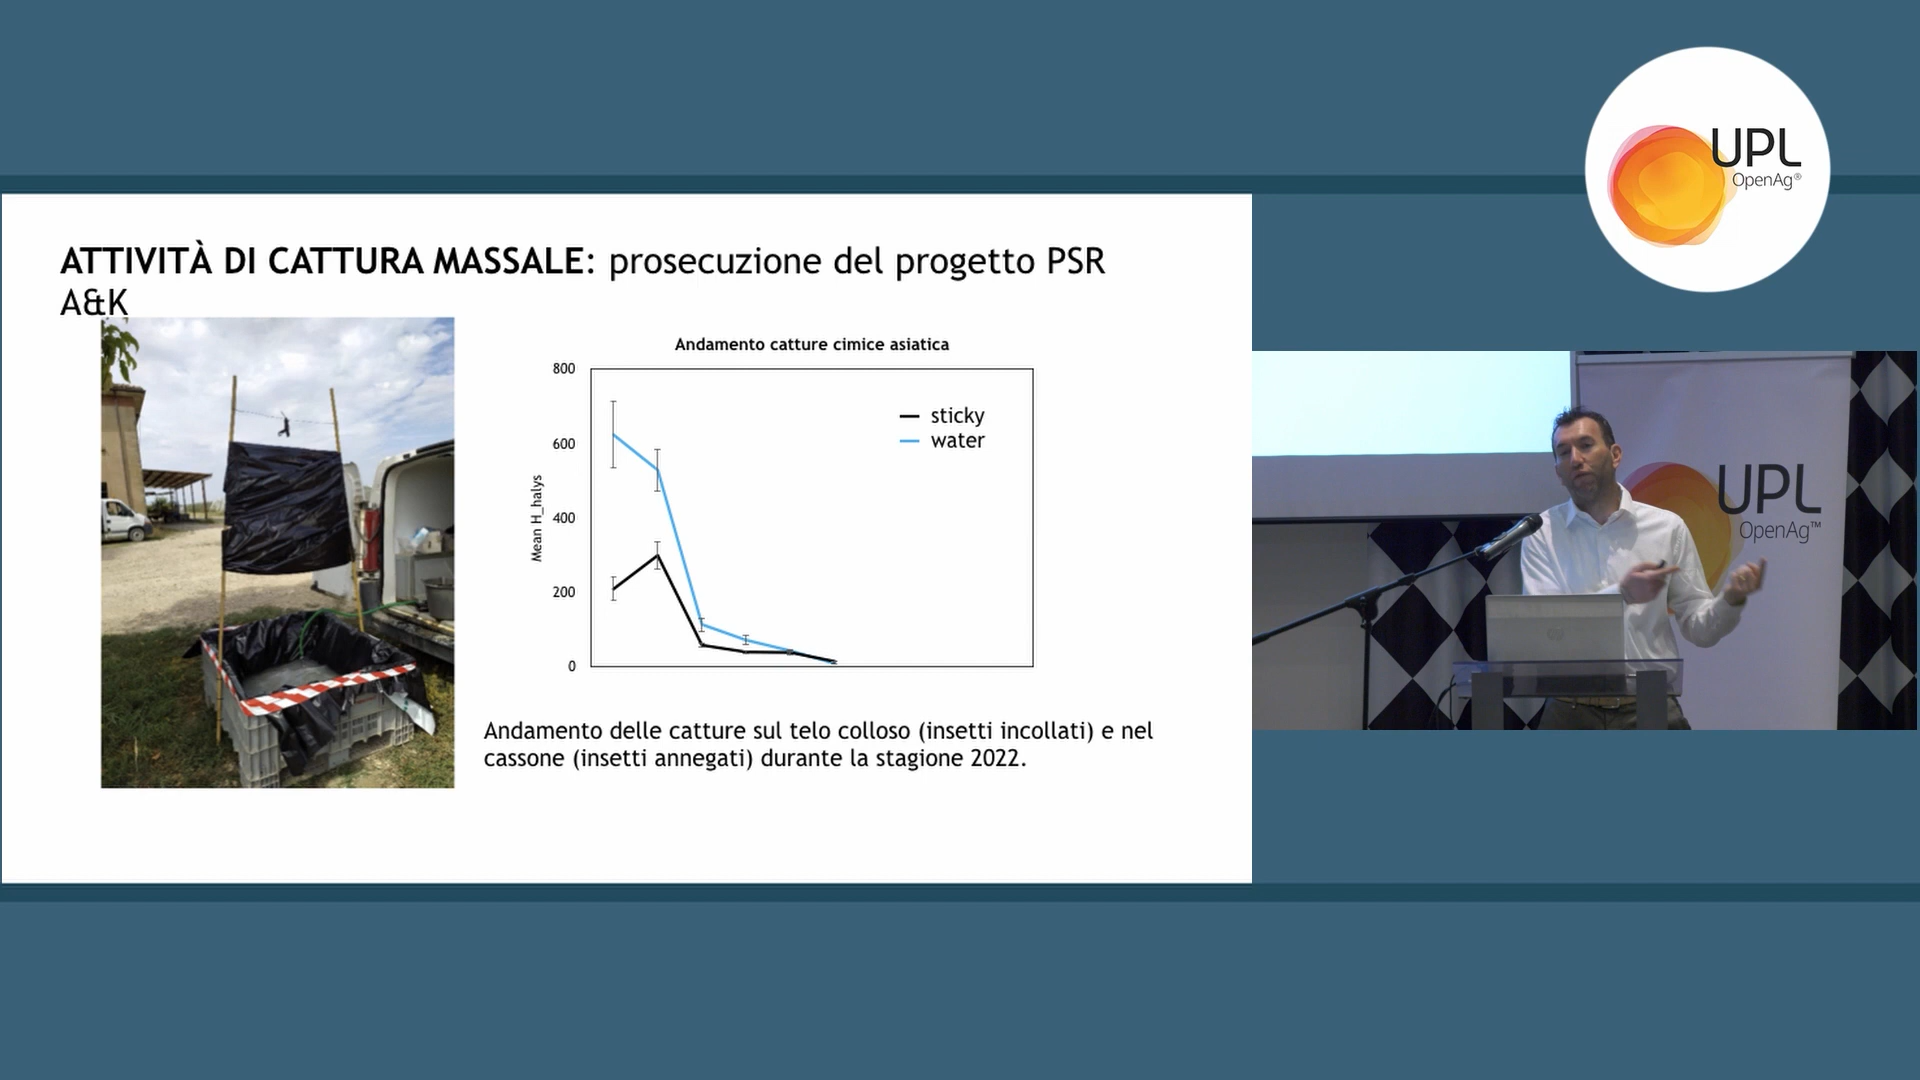 UPL
OpenAg®
ATTIVITÀ DI CATTURA MASSALE: prosecuzione del progetto PSR
A&K
Andamento catture cimice asiatica
800
600
400
200
0
Mean H_halys
sticky
water
Andamento delle catture sul telo colloso (insetti incollati) e nel
cassone (insetti annegati) durante la stagione 2022.
UPL
OpenAg™